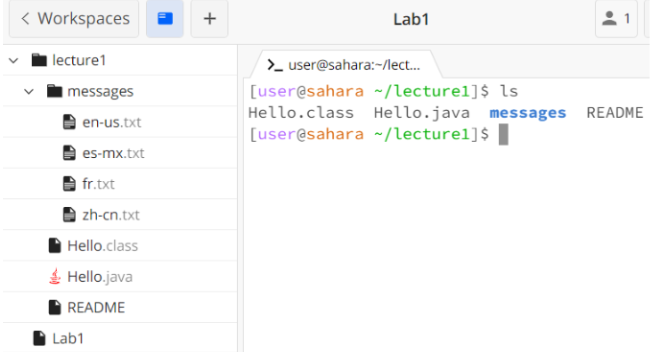 < Workspaces + Lab1 1
lecture1
messages
en-us.txt
es-mx.txt
fr.txt
zh-cn.txt
Hello.class
Hello.java
README
Lab1
>_ user@sahara:~/lect...
[user@sahara ~/lecture1]$ ls
Hello.class Hello.java messages README
[user@sahara ~/lecture1]$